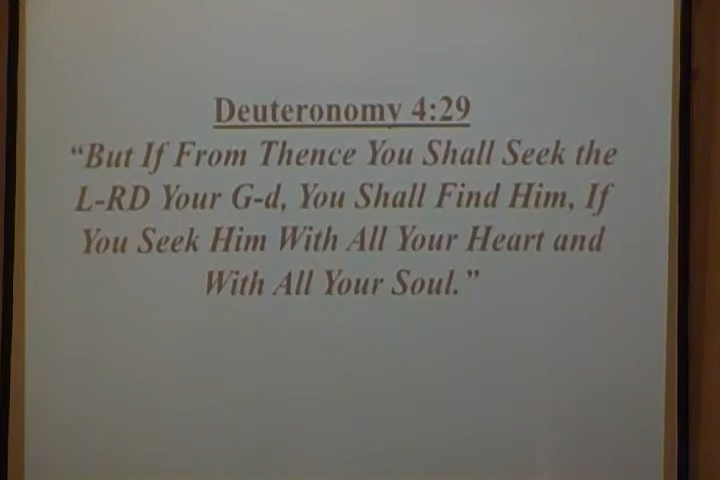 Deuteronomy 4:29
“But If From Thence You Shall Seek the
L-RD Your G-d, You Shall Find Him, If
You Seek Him With All Your Heart and
With All Your Soul.”